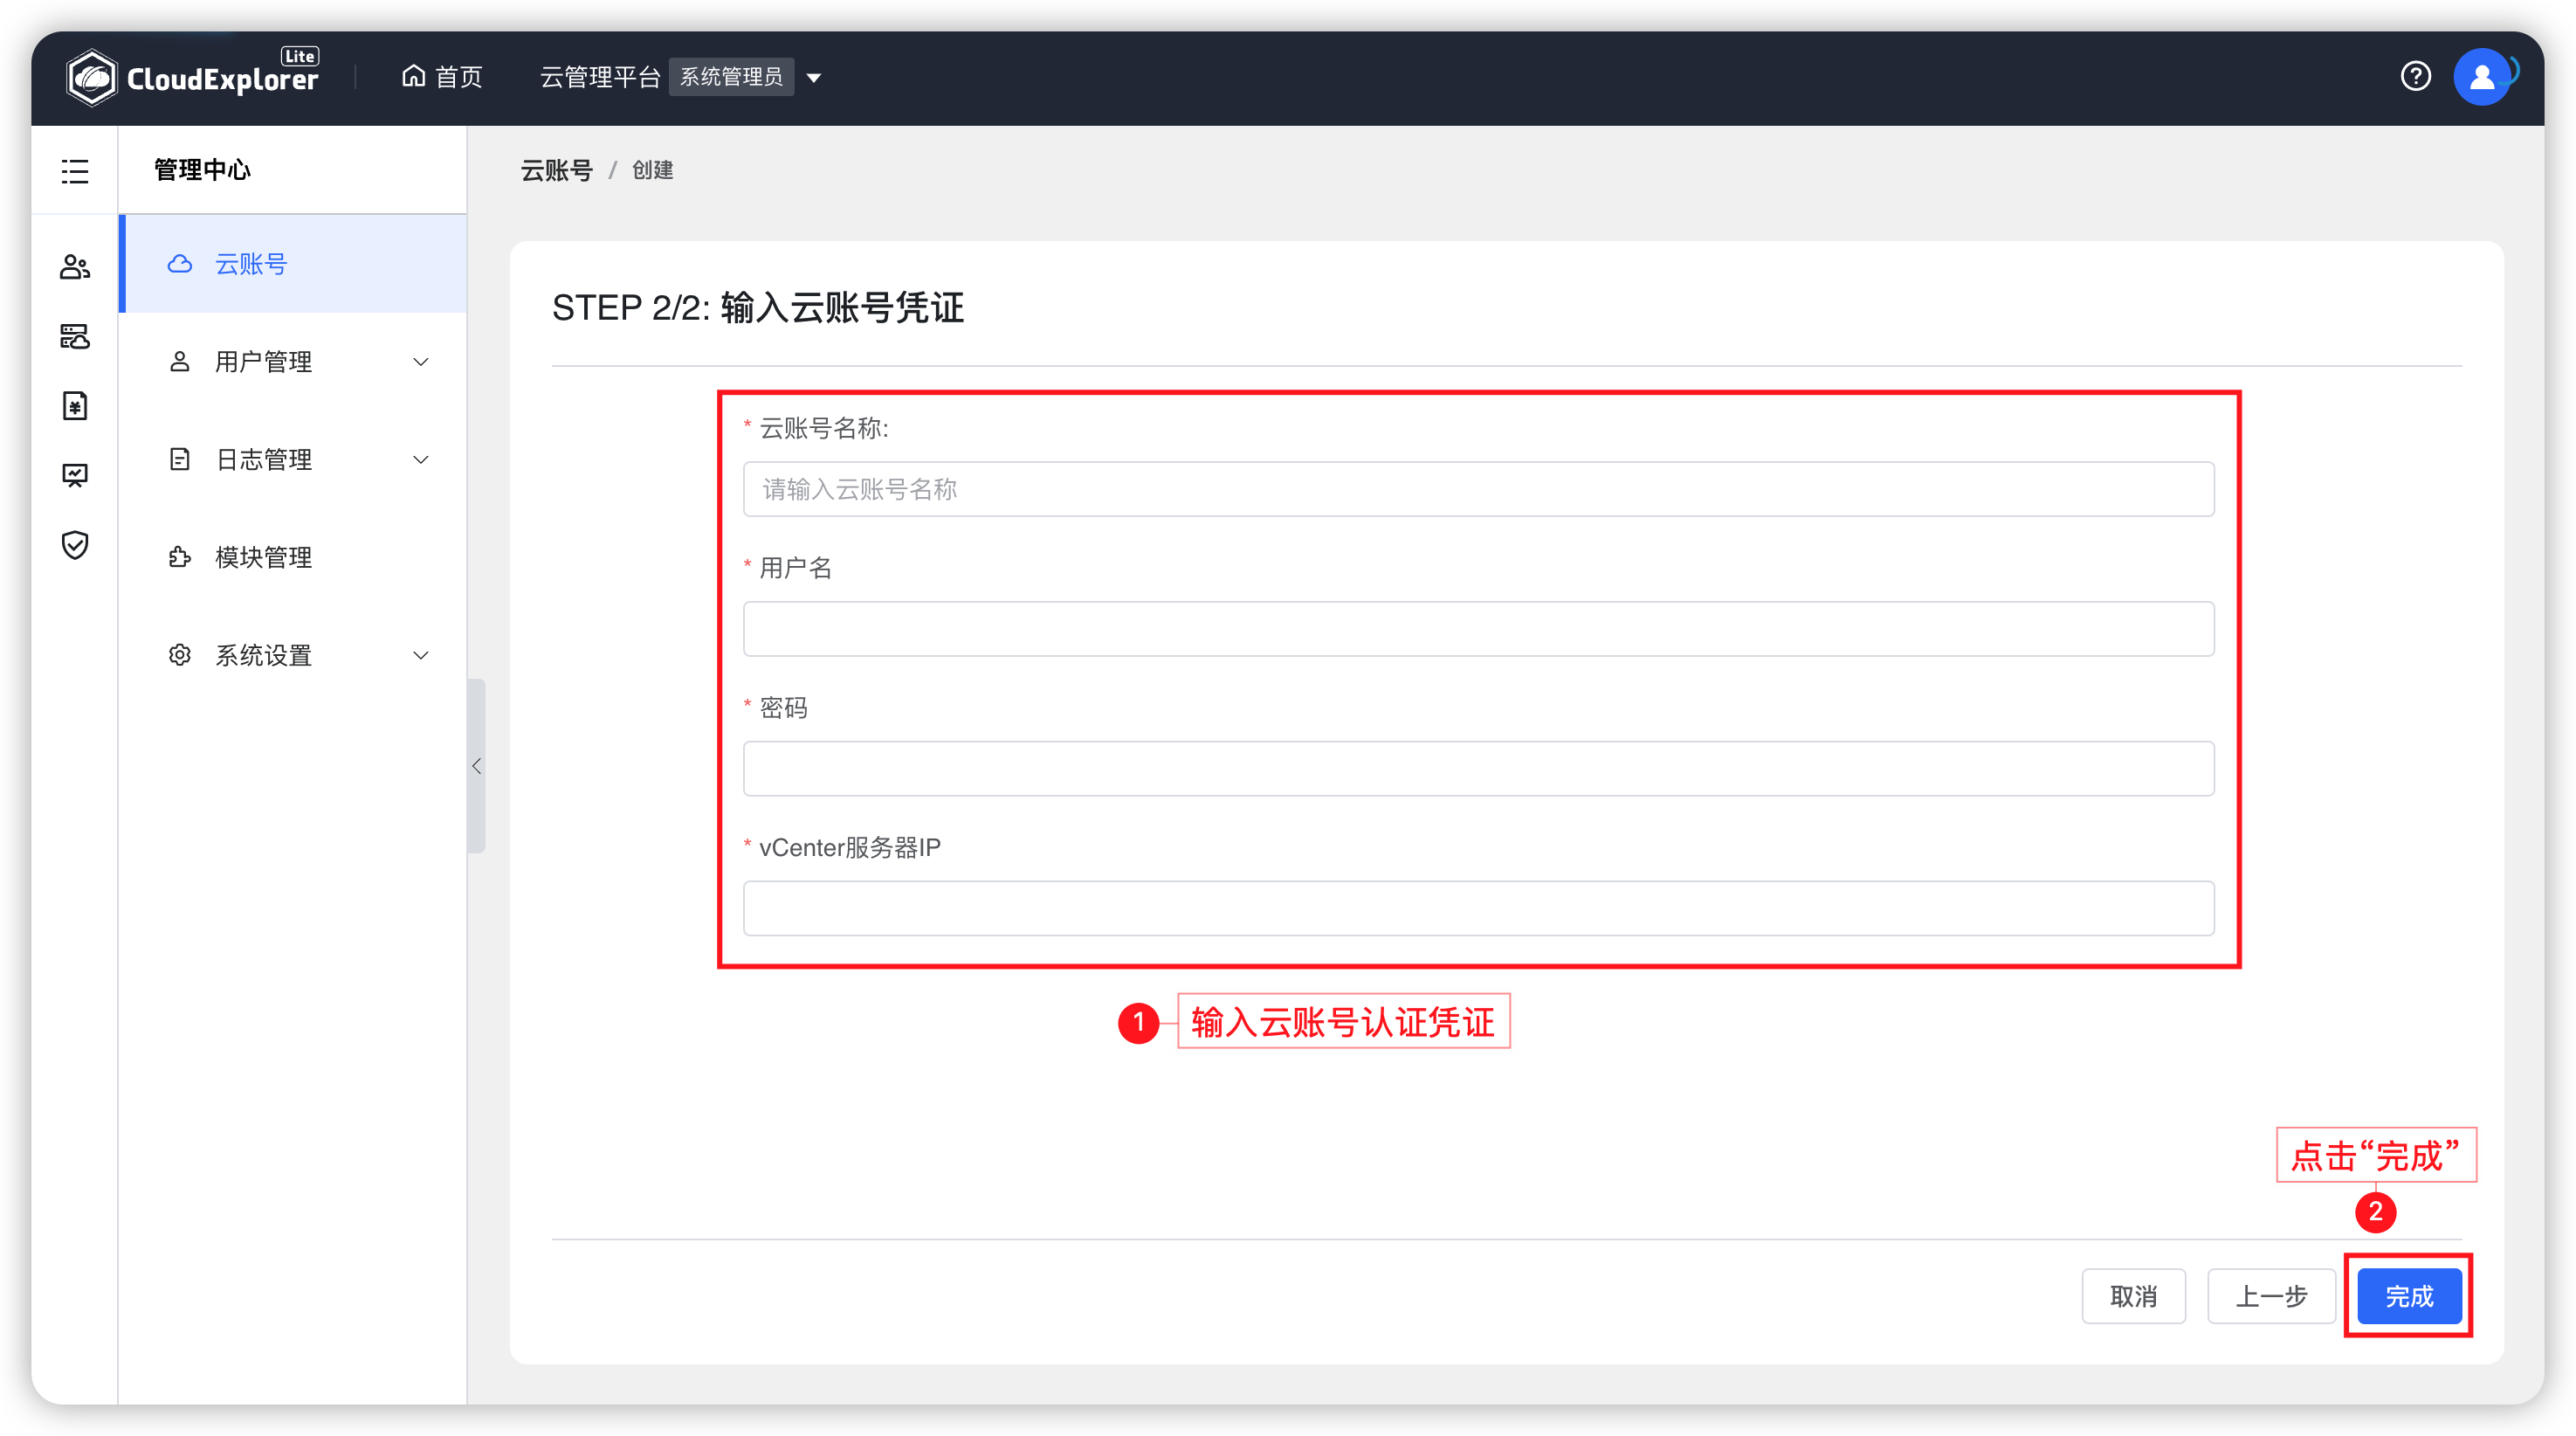 CloudExplorer Lite
首页
云管理平台 系统管理员
管理中心
云账号
用户管理
日志管理
模块管理
系统设置
云账号 / 创建
STEP 2/2: 输入云账号凭证
* 云账号名称:
请输入云账号名称
* 用户名
* 密码
* vCenter服务器IP
1 输入云账号认证凭证
点击“完成”
2
取消
上一步
完成